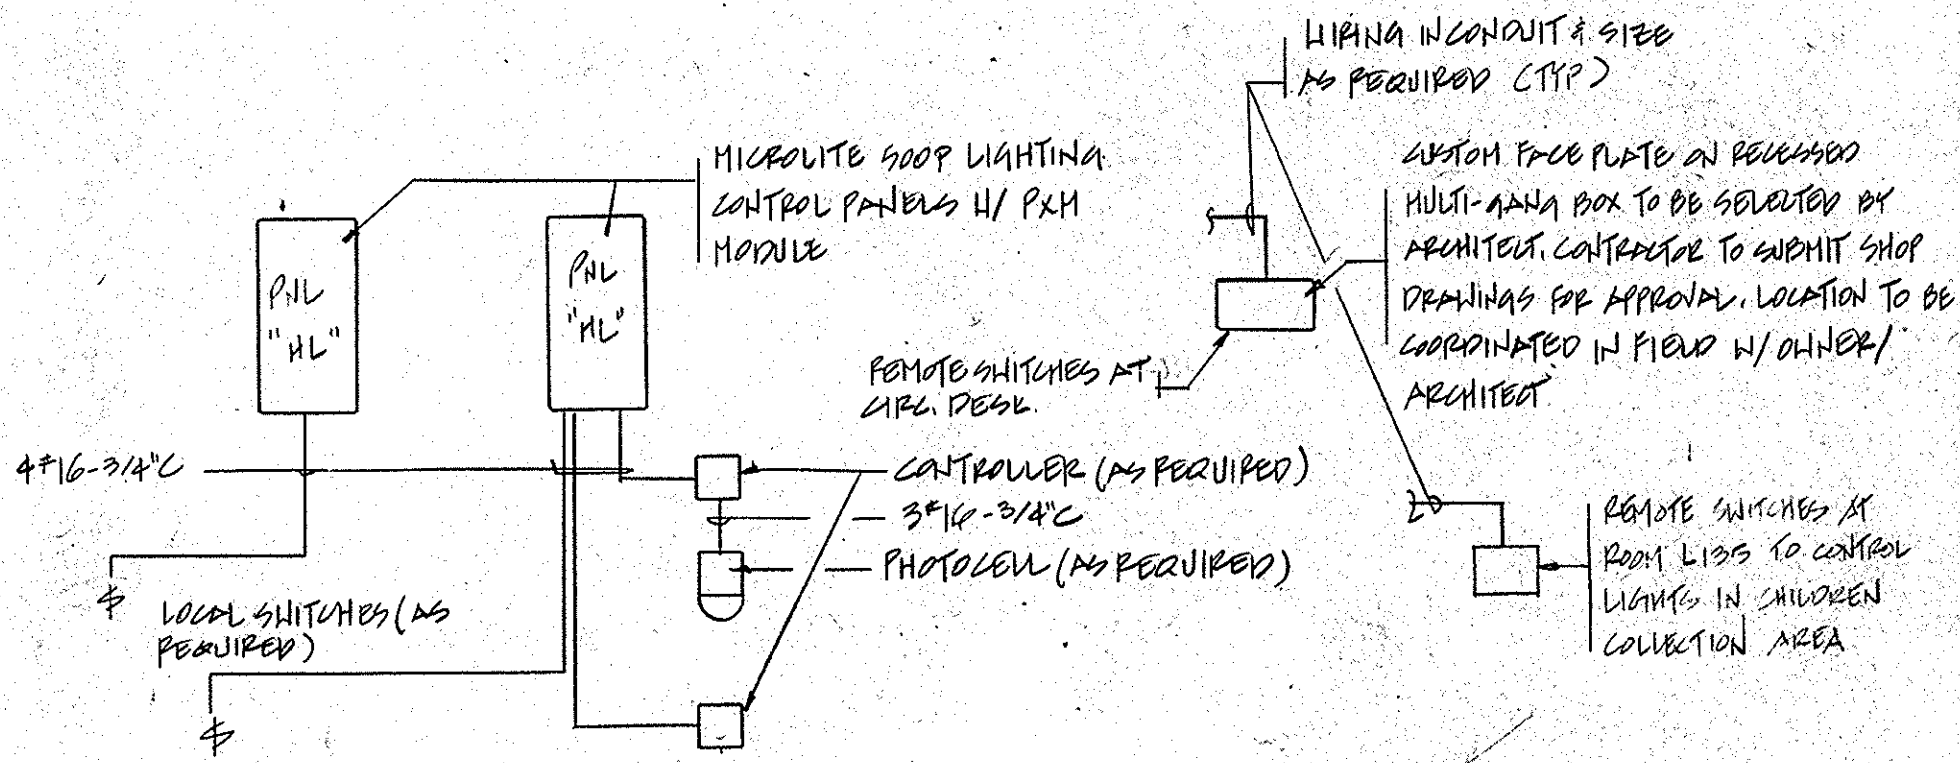 WIRING IN CONDUIT & SIZE
AS REQUIRED (TYP)
MICROLITE 500P LIGHTING
CONTROL PANELS W/ PXM
MODULE
CUSTOM FACE PLATE ON RECESSED
MULTI-GANG BOX TO BE SELECTED BY
ARCHITECT. CONTRACTOR TO SUBMIT SHOP
DRAWINGS FOR APPROVAL. LOCATION TO BE
COORDINATED IN FIELD W/ OWNER/
ARCHITECT
PNL
"HL"
PNL
"HL"
REMOTE SWITCHES AT
CIRC. DESK.
4#16-3/4"C
CONTROLLER (AS REQUIRED)
3#16-3/4"C
PHOTOCELL (AS REQUIRED)
REMOTE SWITCHES AT
ROOM L135 TO CONTROL
LIGHTS IN CHILDREN
COLLECTION AREA
$
LOCAL SWITCHES (AS
REQUIRED)
$